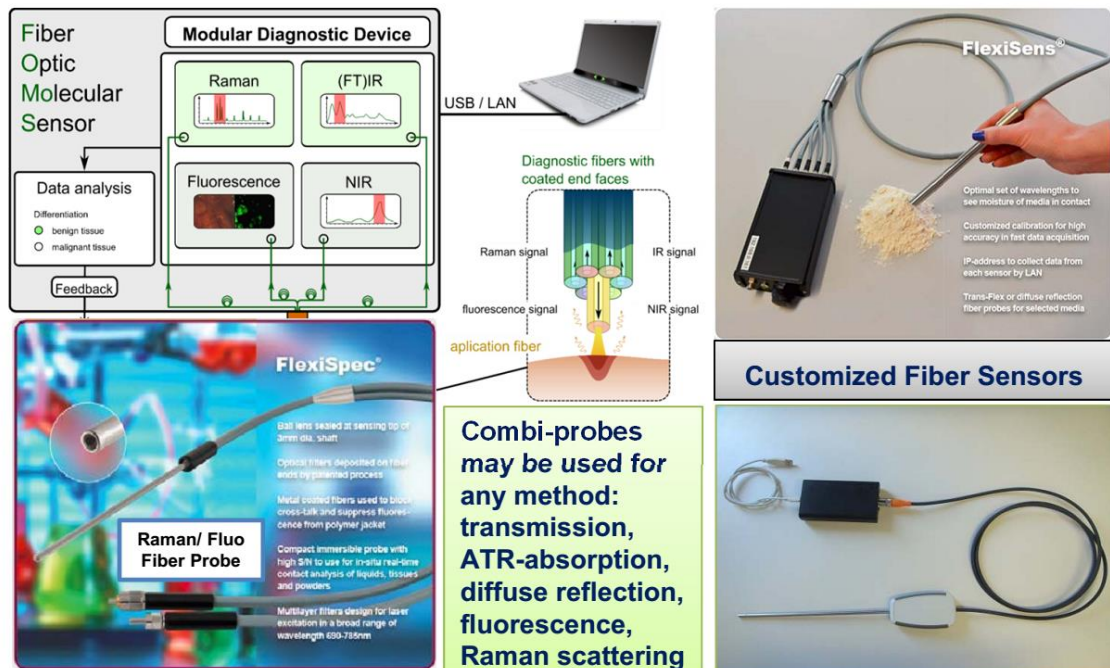 Fiber
Optic
Molecular
Sensor
Modular Diagnostic Device
Raman
(FT)IR
Fluorescence
NIR
USB / LAN
Data analysis
Differentiation
benign tissue
malignant tissue
Feedback
Diagnostic fibers with
coated end faces
Raman signal
IR signal
fluorescence signal
NIR signal
aplication fiber
FlexiSens®
Optimal set of wavelengths to
see moisture of media in contact
Customized calibration for high
accuracy in fast data acquisition
IP-address to collect data from
each sensor by LAN
Trans-Flex or diffuse reflection
fiber probes for selected media
Customized Fiber Sensors
FlexiSpec®
Ball lens sealed at sensing tip of
3mm dia. shaft
Optical filters deposited on fiber
ends by patented process
Metal coated fibers used to block
cross-talk and suppress fluores-
cence from polymer jacket
Compact immersible probe with
high S/N to use for in-situ real-time
contact analysis of liquids, tissues
and powders
Multilayer filters design for laser
excitation in a broad range of
wavelength 690-785nm
Raman/ Fluo
Fiber Probe
Combi-probes
may be used for
any method:
transmission,
ATR-absorption,
diffuse reflection,
fluorescence,
Raman scattering